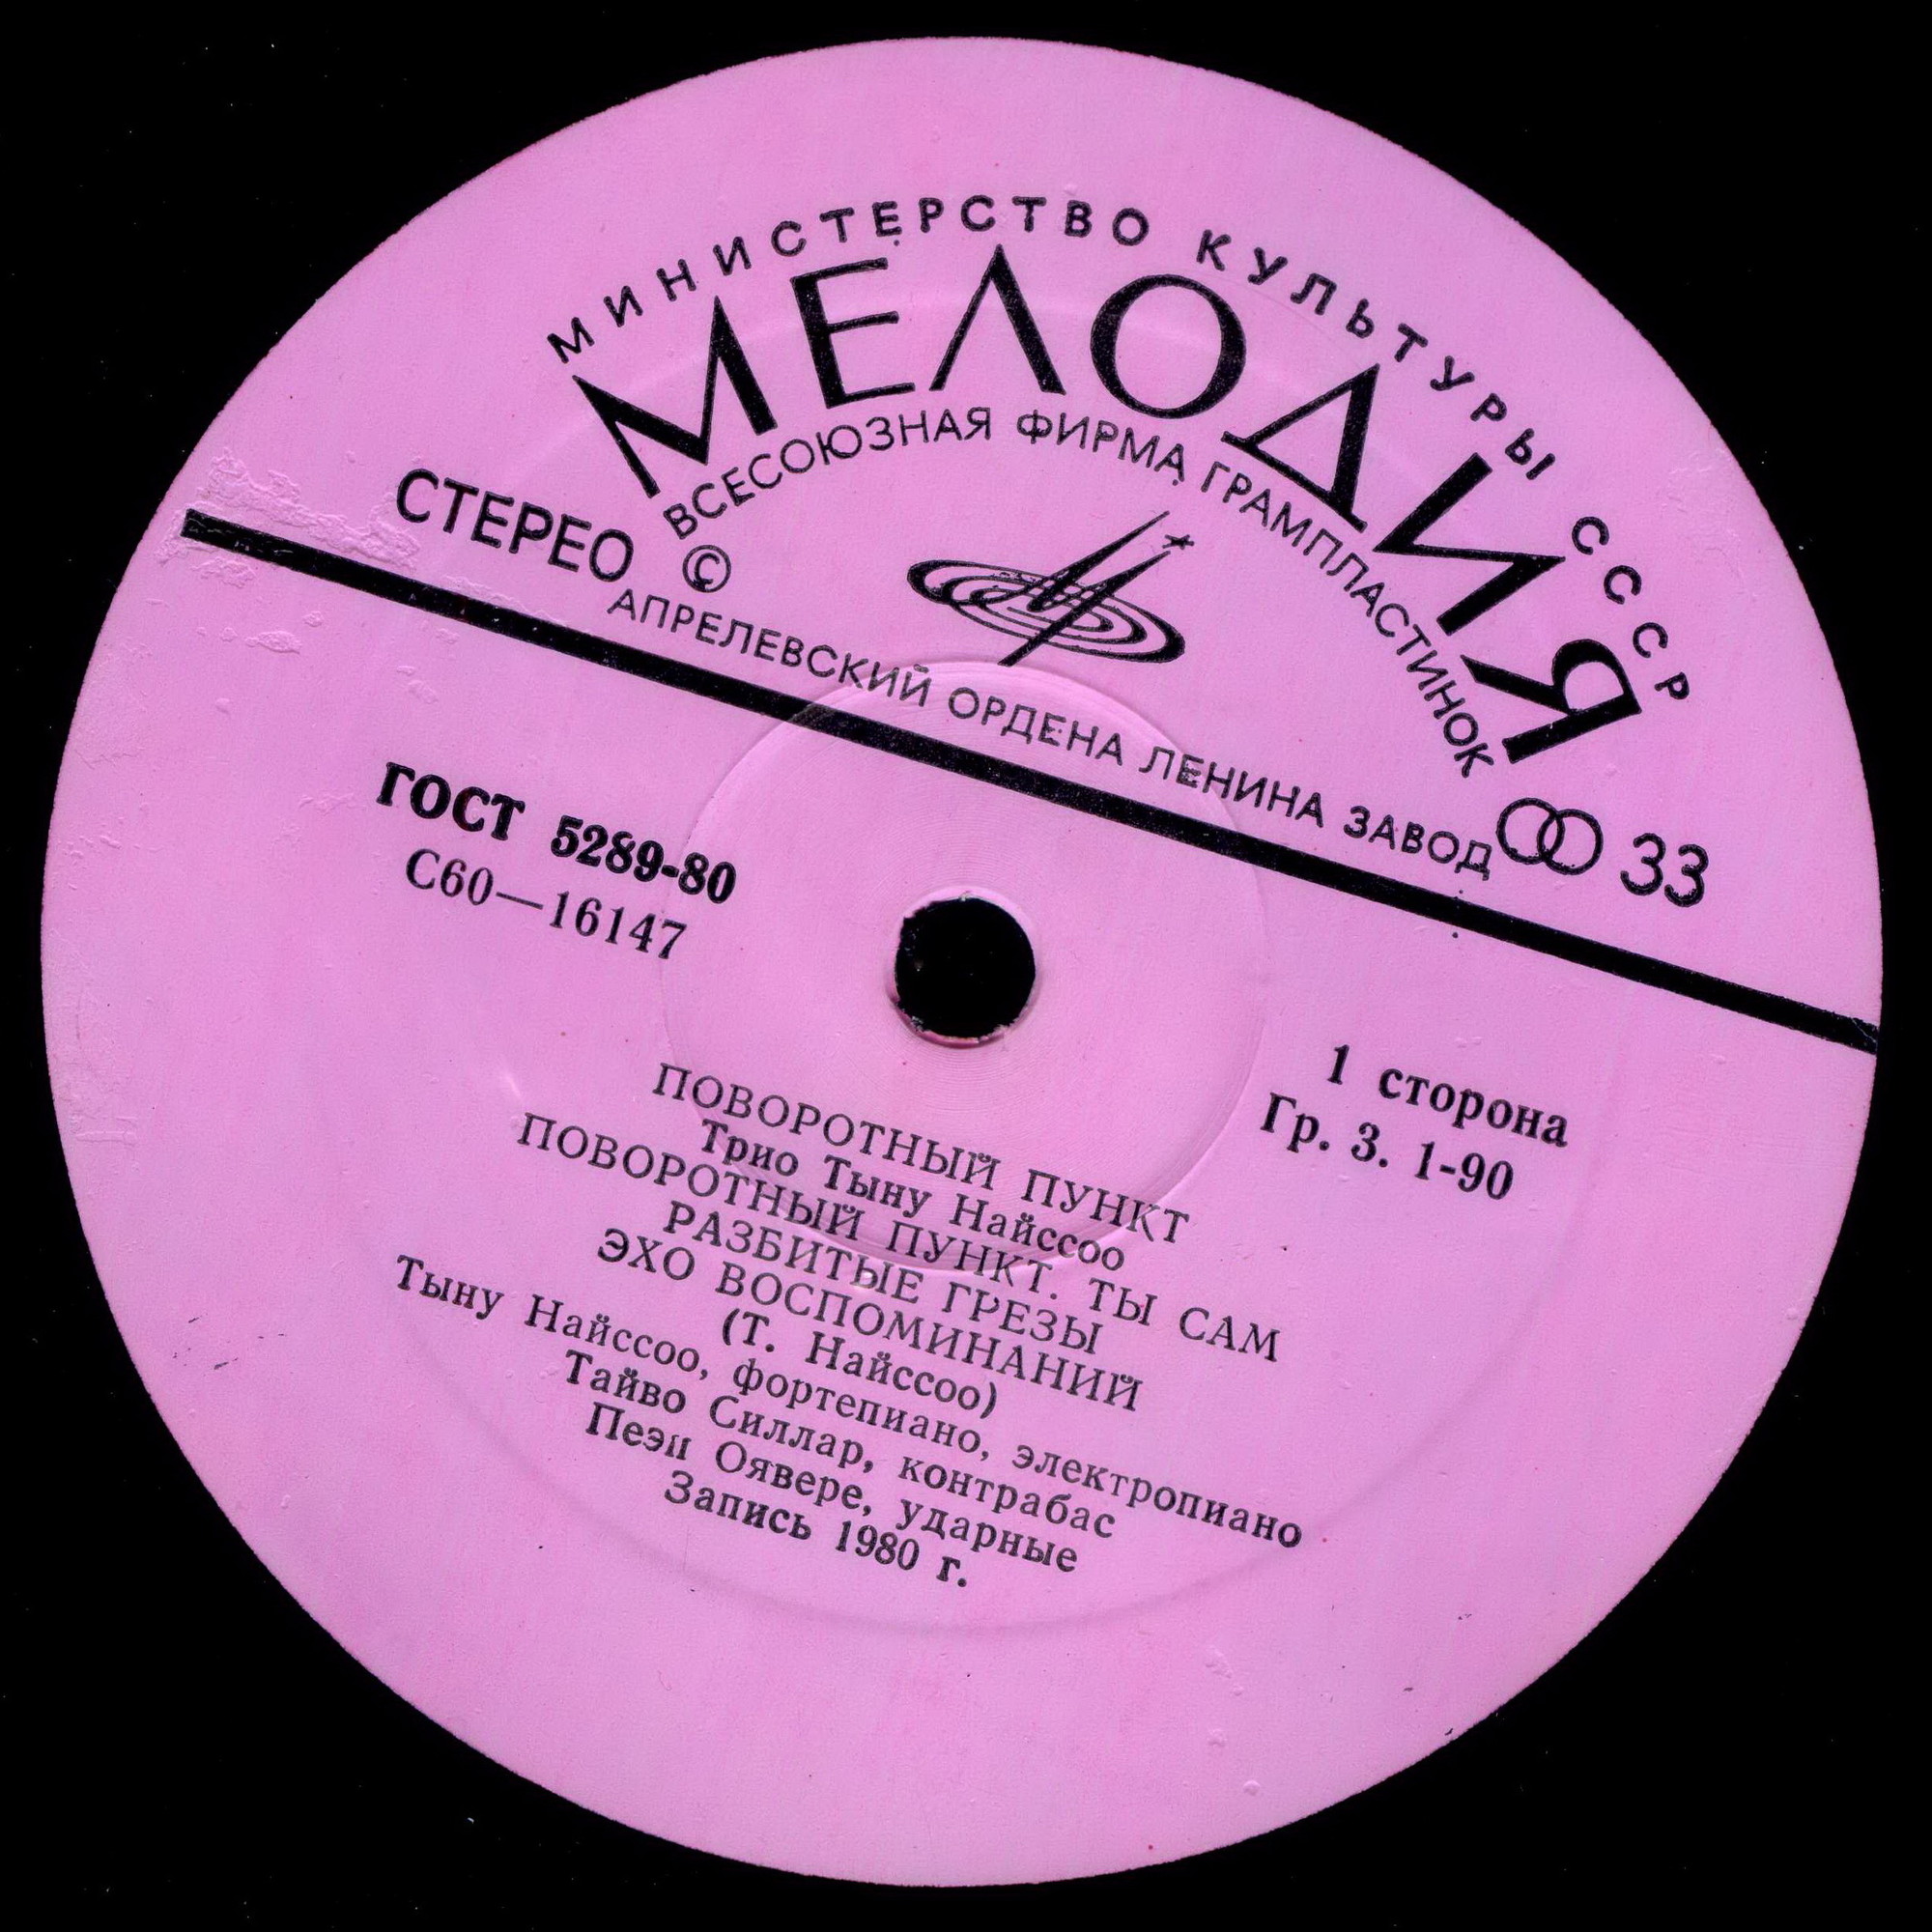 МИНИСТЕРСТВО КУЛЬТУРЫ СССР
МЕЛОДИЯ
ВСЕСОЮЗНАЯ ФИРМА ГРАМПЛАСТИНОК
СТЕРЕО ©
АПРЕЛЕВСКИЙ ОРДЕНА ЛЕНИНА ЗАВОД
33
ГОСТ 5289-80
С60—16147
1 сторона
Гр. 3. 1-90
ПОВОРОТНЫЙ ПУНКТ
Трио Тыну Найссоо
ПОВОРОТНЫЙ ПУНКТ. ТЫ САМ
РАЗБИТЫЕ ГРЕЗЫ
ЭХО ВОСПОМИНАНИЙ
(Т. Найссоо)
Тыну Найссоо, фортепиано, электропиано
Тайво Силлар, контрабас
Пеэп Оявере, ударные
Запись 1980 г.